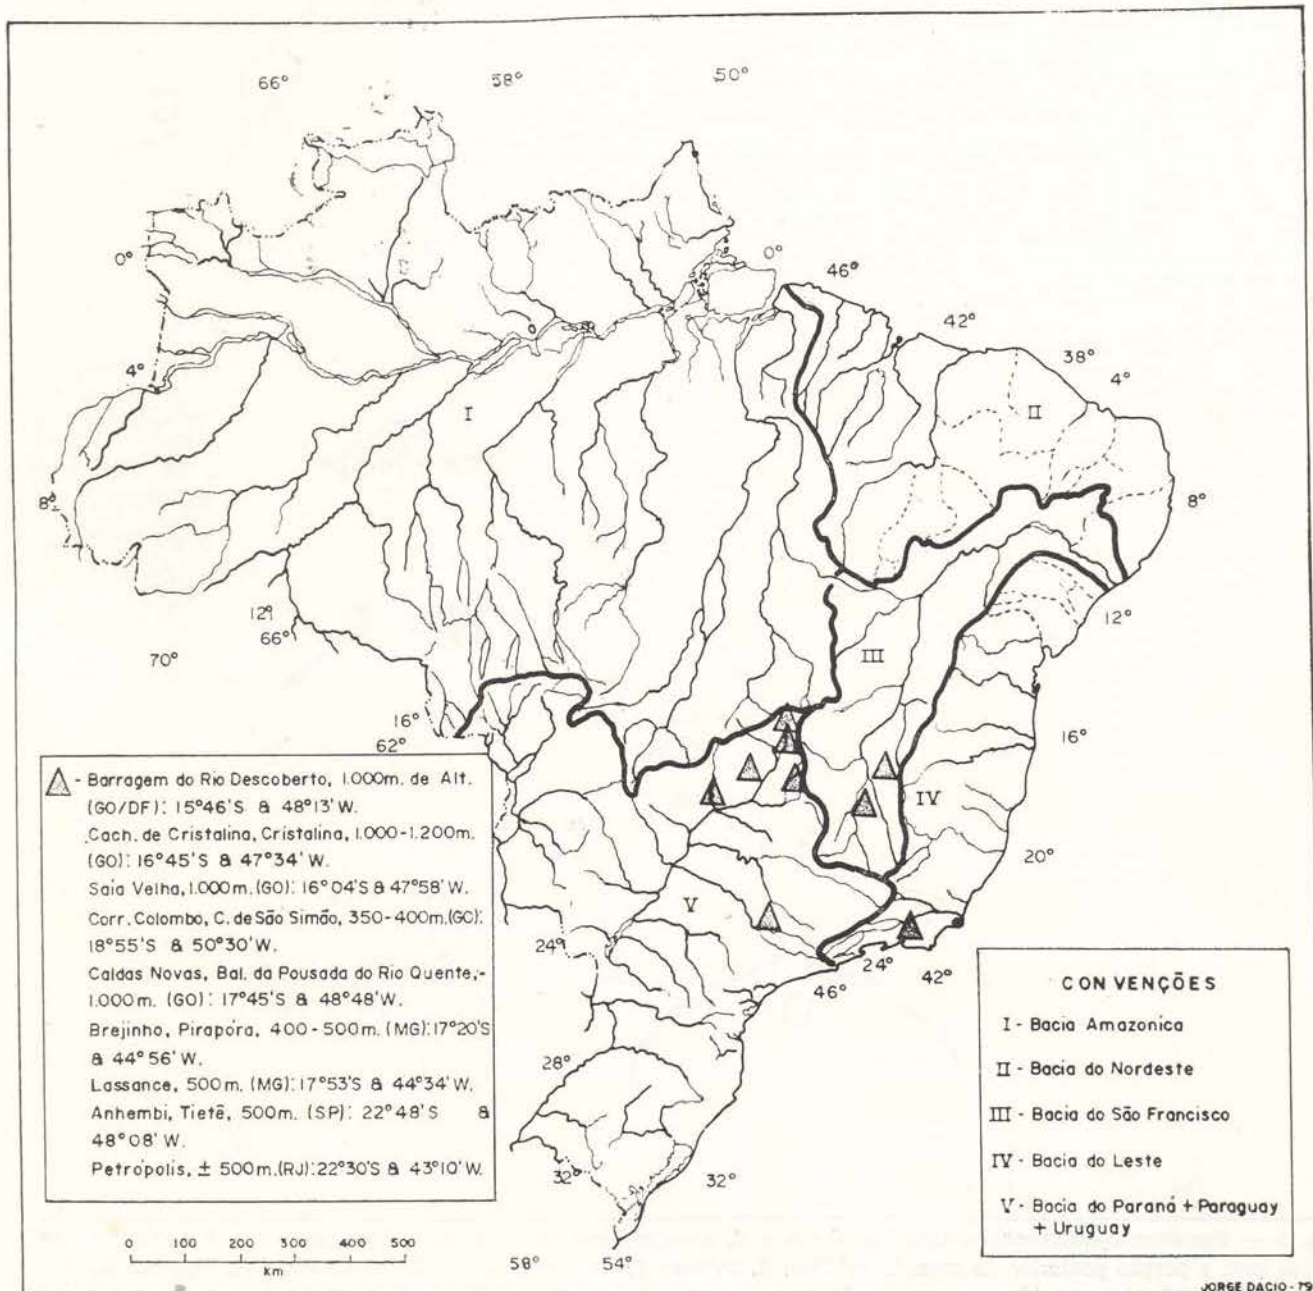 66° 58° 50°
0° 0° 46°
42°
38°
4° 4°
I II
8° 8°
12° 12°
66°
70° III
16° 16°
62°
IV
20°
V
24° 24° 42°
46°
28°
32° 32°
58° 54°
- Barragem do Rio Descoberto, 1.000m. de Alt.
(GO/DF): 15°46'S & 48°13'W.
Cach. de Cristalina, Cristalina, 1.000-1.200m.
(GO): 16°45'S & 47°34'W.
Saia Velha, 1.000m. (GO): 16°04'S & 47°58'W.
Corr. Colombo, C. de São Simão, 350-400m. (GO):
18°55'S & 50°30'W.
Caldas Novas, Bal. da Pousada do Rio Quente,-
1.000m. (GO): 17°45'S & 48°48'W.
Brejinho, Pirapóra, 400-500m. (MG): 17°20'S
& 44°56'W.
Lassance, 500m. (MG): 17°53'S & 44°34'W.
Anhembi, Tietê, 500m. (SP): 22°48'S &
48°08'W.
Petrópolis, ± 500m. (RJ): 22°30'S & 43°10'W.
0 100 200 300 400 500
Km
CONVENÇÕES
I - Bacia Amazonica
II - Bacia do Nordeste
III - Bacia do São Francisco
IV - Bacia do Leste
V - Bacia do Paraná + Paraguay
+ Uruguay
JORGE DÁCIO - 79